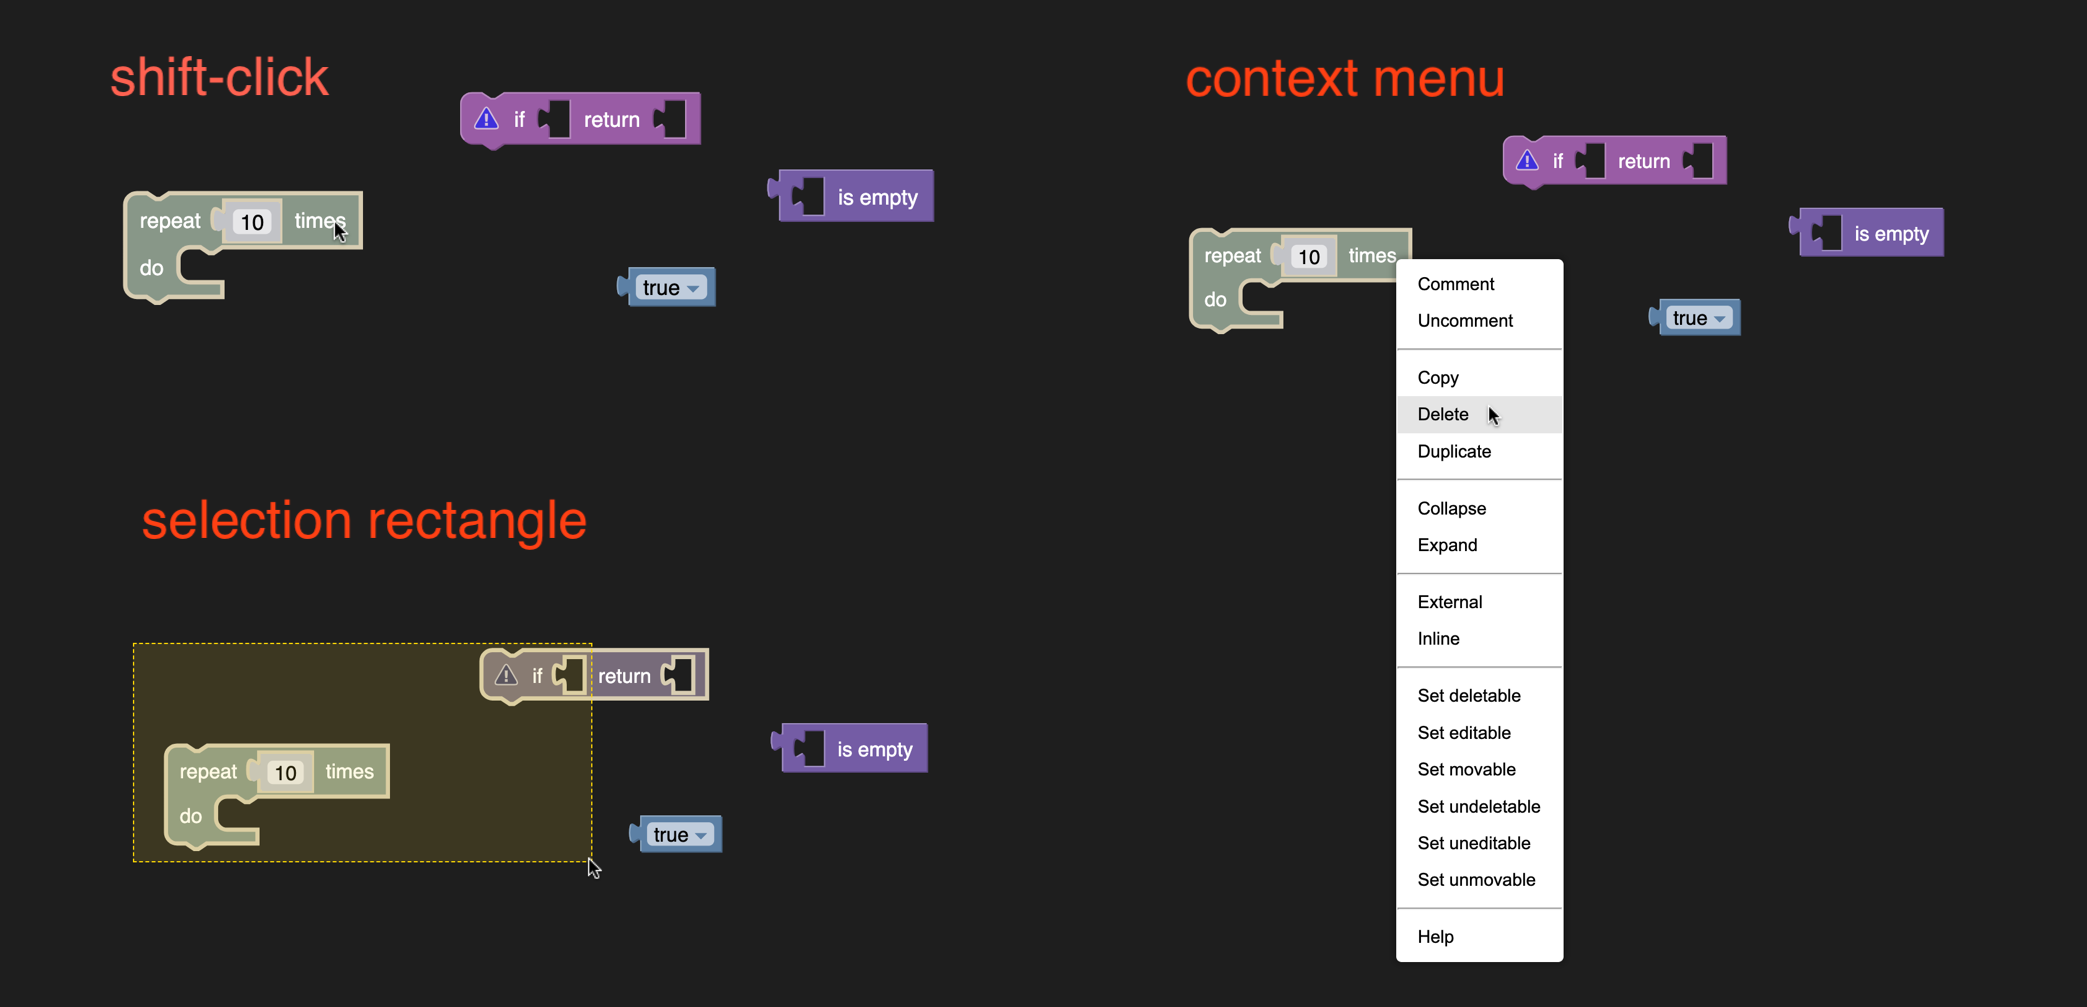 shift-click
if return
repeat 10 times
do
is empty
true
selection rectangle
if return
repeat 10 times
do
is empty
true
context menu
if return
repeat 10 times
do
is empty
true
Comment
Uncomment
Copy
Delete
Duplicate
Collapse
Expand
External
Inline
Set deletable
Set editable
Set movable
Set undeletable
Set uneditable
Set unmovable
Help